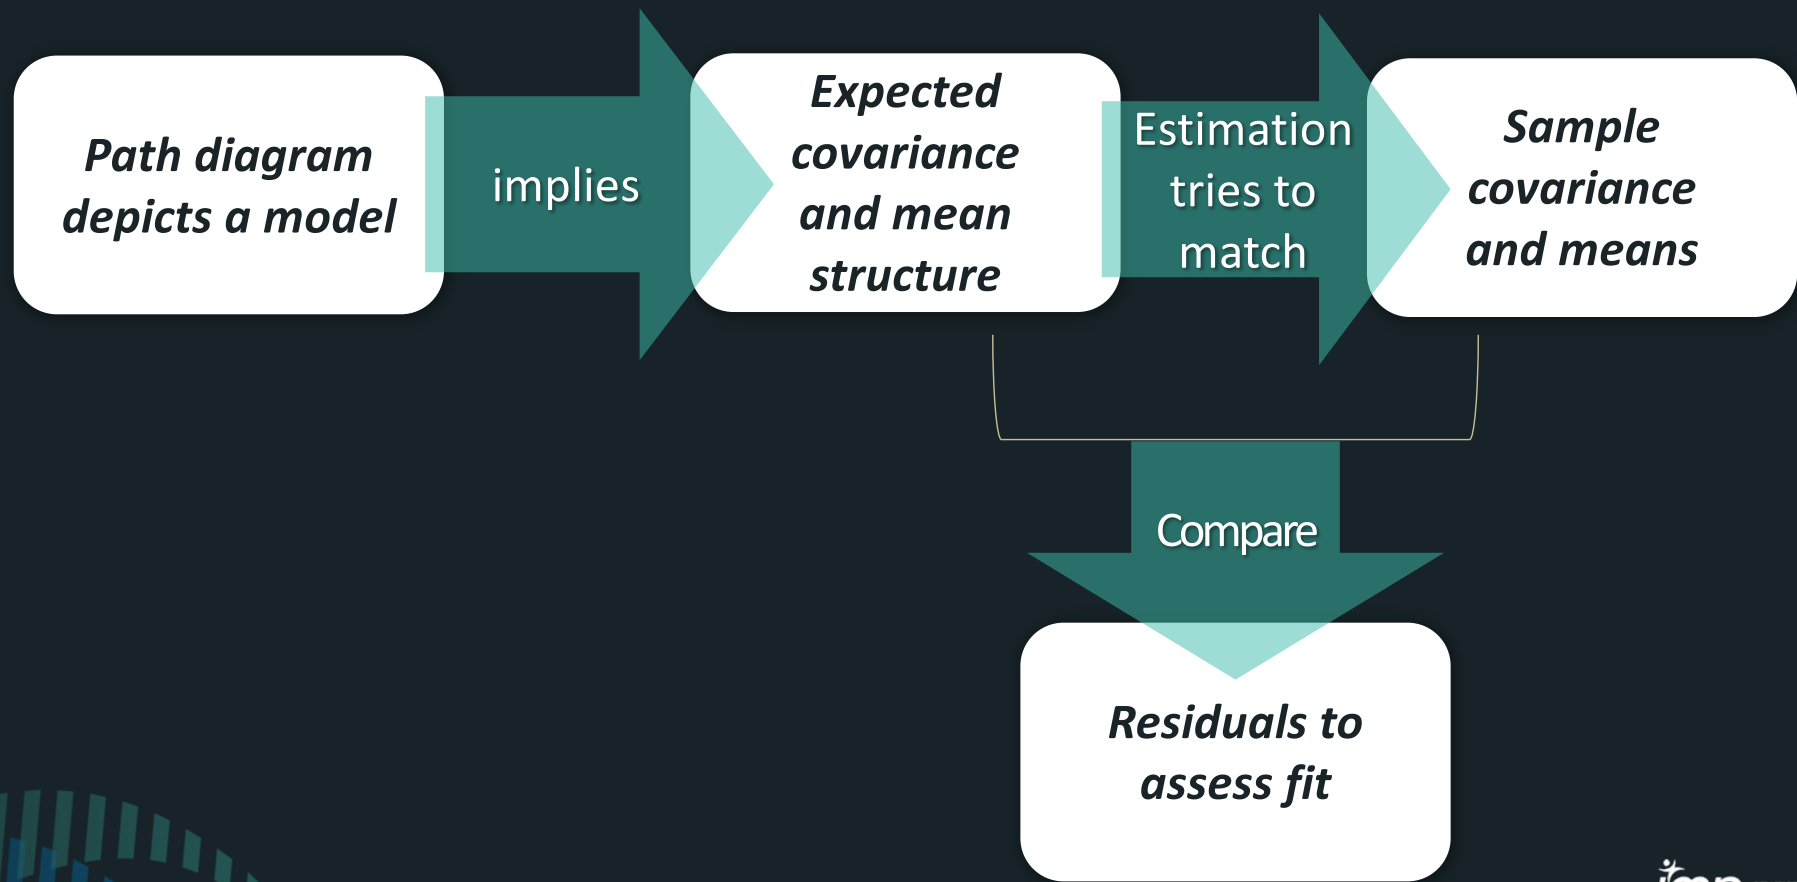 Path diagram
depicts a model
implies
Expected
covariance
and mean
structure
Estimation
tries to
match
Sample
covariance
and means
Compare
Residuals to
assess fit